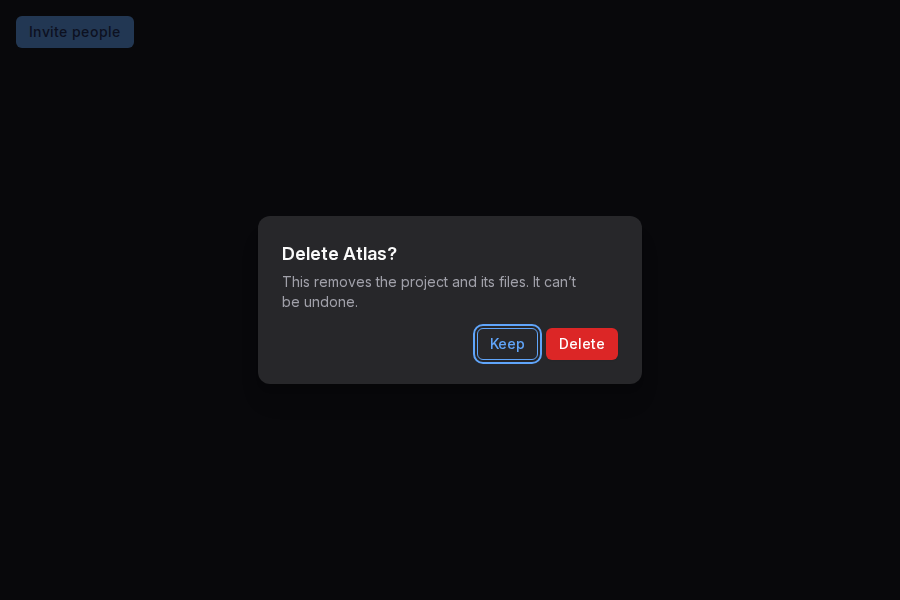 Invite people
Delete Atlas?
This removes the project and its files. It can’t
be undone.
Keep
Delete